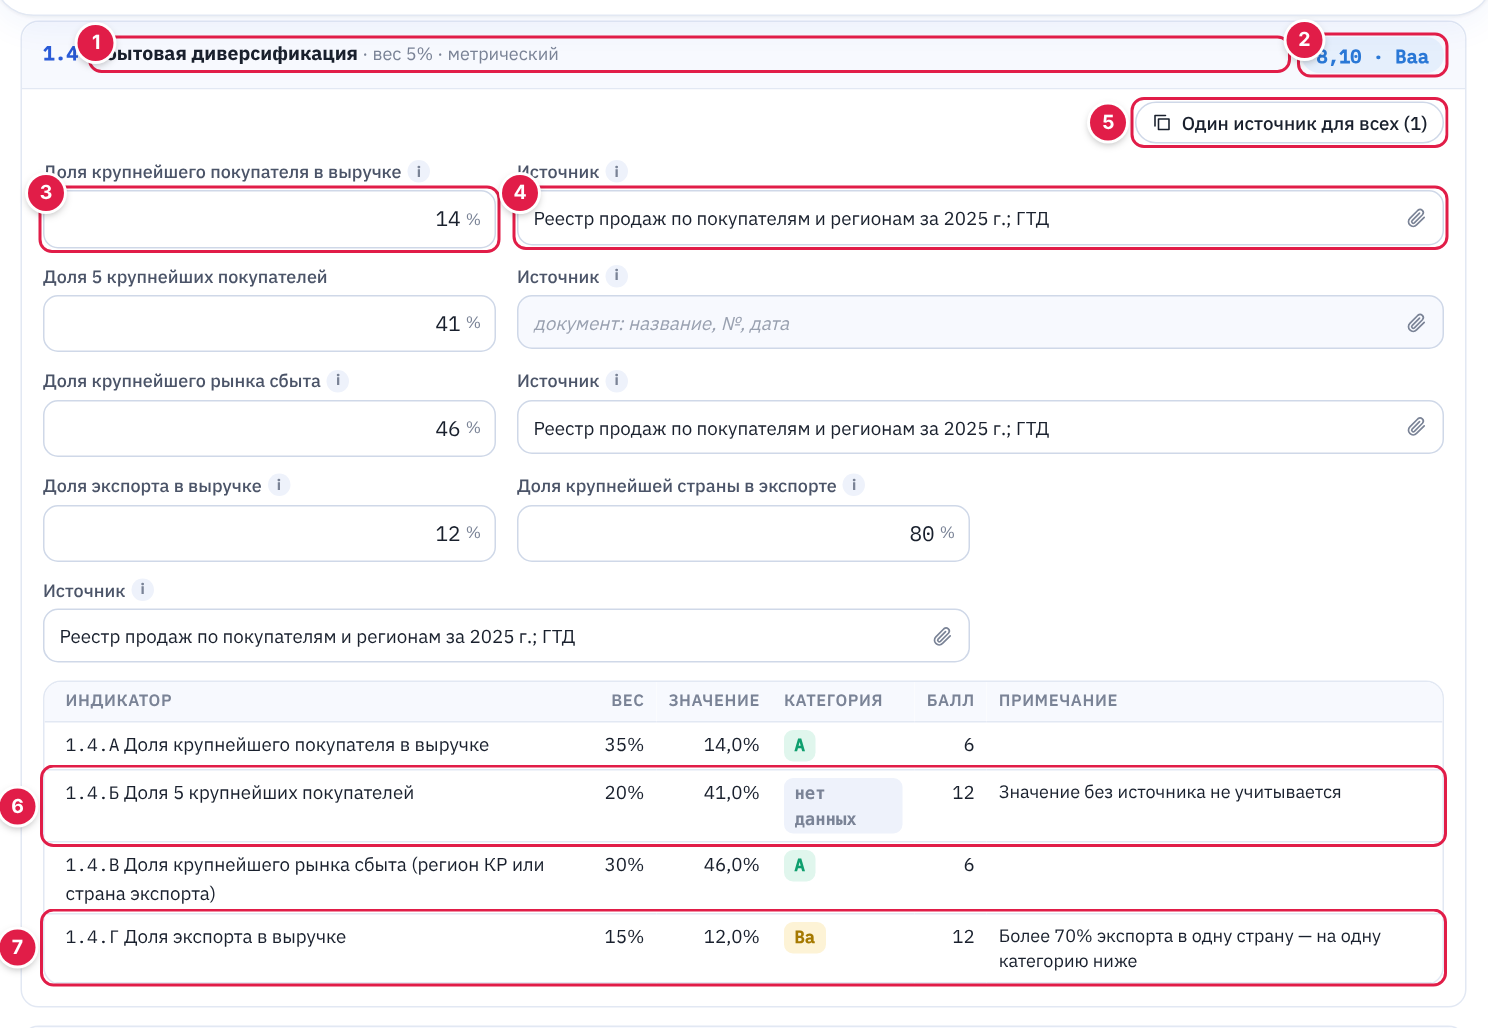 1.4 1 бытовая диверсификация · вес 5% · метрический 2 8,10 · Baa
5 Один источник для всех (1)
Доля крупнейшего покупателя в выручке i Источник i
3 14 % 4 Реестр продаж по покупателям и регионам за 2025 г.; ГТД
Доля 5 крупнейших покупателей Источник i
41 % документ: название, №, дата
Доля крупнейшего рынка сбыта i Источник i
46 % Реестр продаж по покупателям и регионам за 2025 г.; ГТД
Доля экспорта в выручке i Доля крупнейшей страны в экспорте i
12 % 80 %
Источник i
Реестр продаж по покупателям и регионам за 2025 г.; ГТД
ИНДИКАТОР ВЕС ЗНАЧЕНИЕ КАТЕГОРИЯ БАЛЛ ПРИМЕЧАНИЕ
1.4.А Доля крупнейшего покупателя в выручке 35% 14,0% A 6
6 1.4.Б Доля 5 крупнейших покупателей 20% 41,0% нет 12 Значение без источника не учитывается
данных
1.4.В Доля крупнейшего рынка сбыта (регион КР или 30% 46,0% A 6
страна экспорта)
7 1.4.Г Доля экспорта в выручке 15% 12,0% Ba 12 Более 70% экспорта в одну страну — на одну
категорию ниже